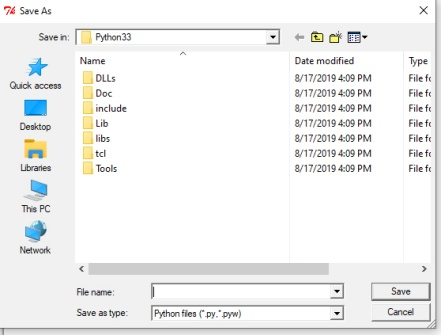 Save As
Save in: Python33
Name Date modified Type
DLLs 8/17/2019 4:09 PM File fo
Doc 8/17/2019 4:09 PM File fo
include 8/17/2019 4:09 PM File fo
Lib 8/17/2019 4:09 PM File fo
libs 8/17/2019 4:09 PM File fo
tcl 8/17/2019 4:09 PM File fo
Tools 8/17/2019 4:09 PM File fo
Quick access
Desktop
Libraries
This PC
Network
File name: Save
Save as type: Python files (*.py,*.pyw) Cancel